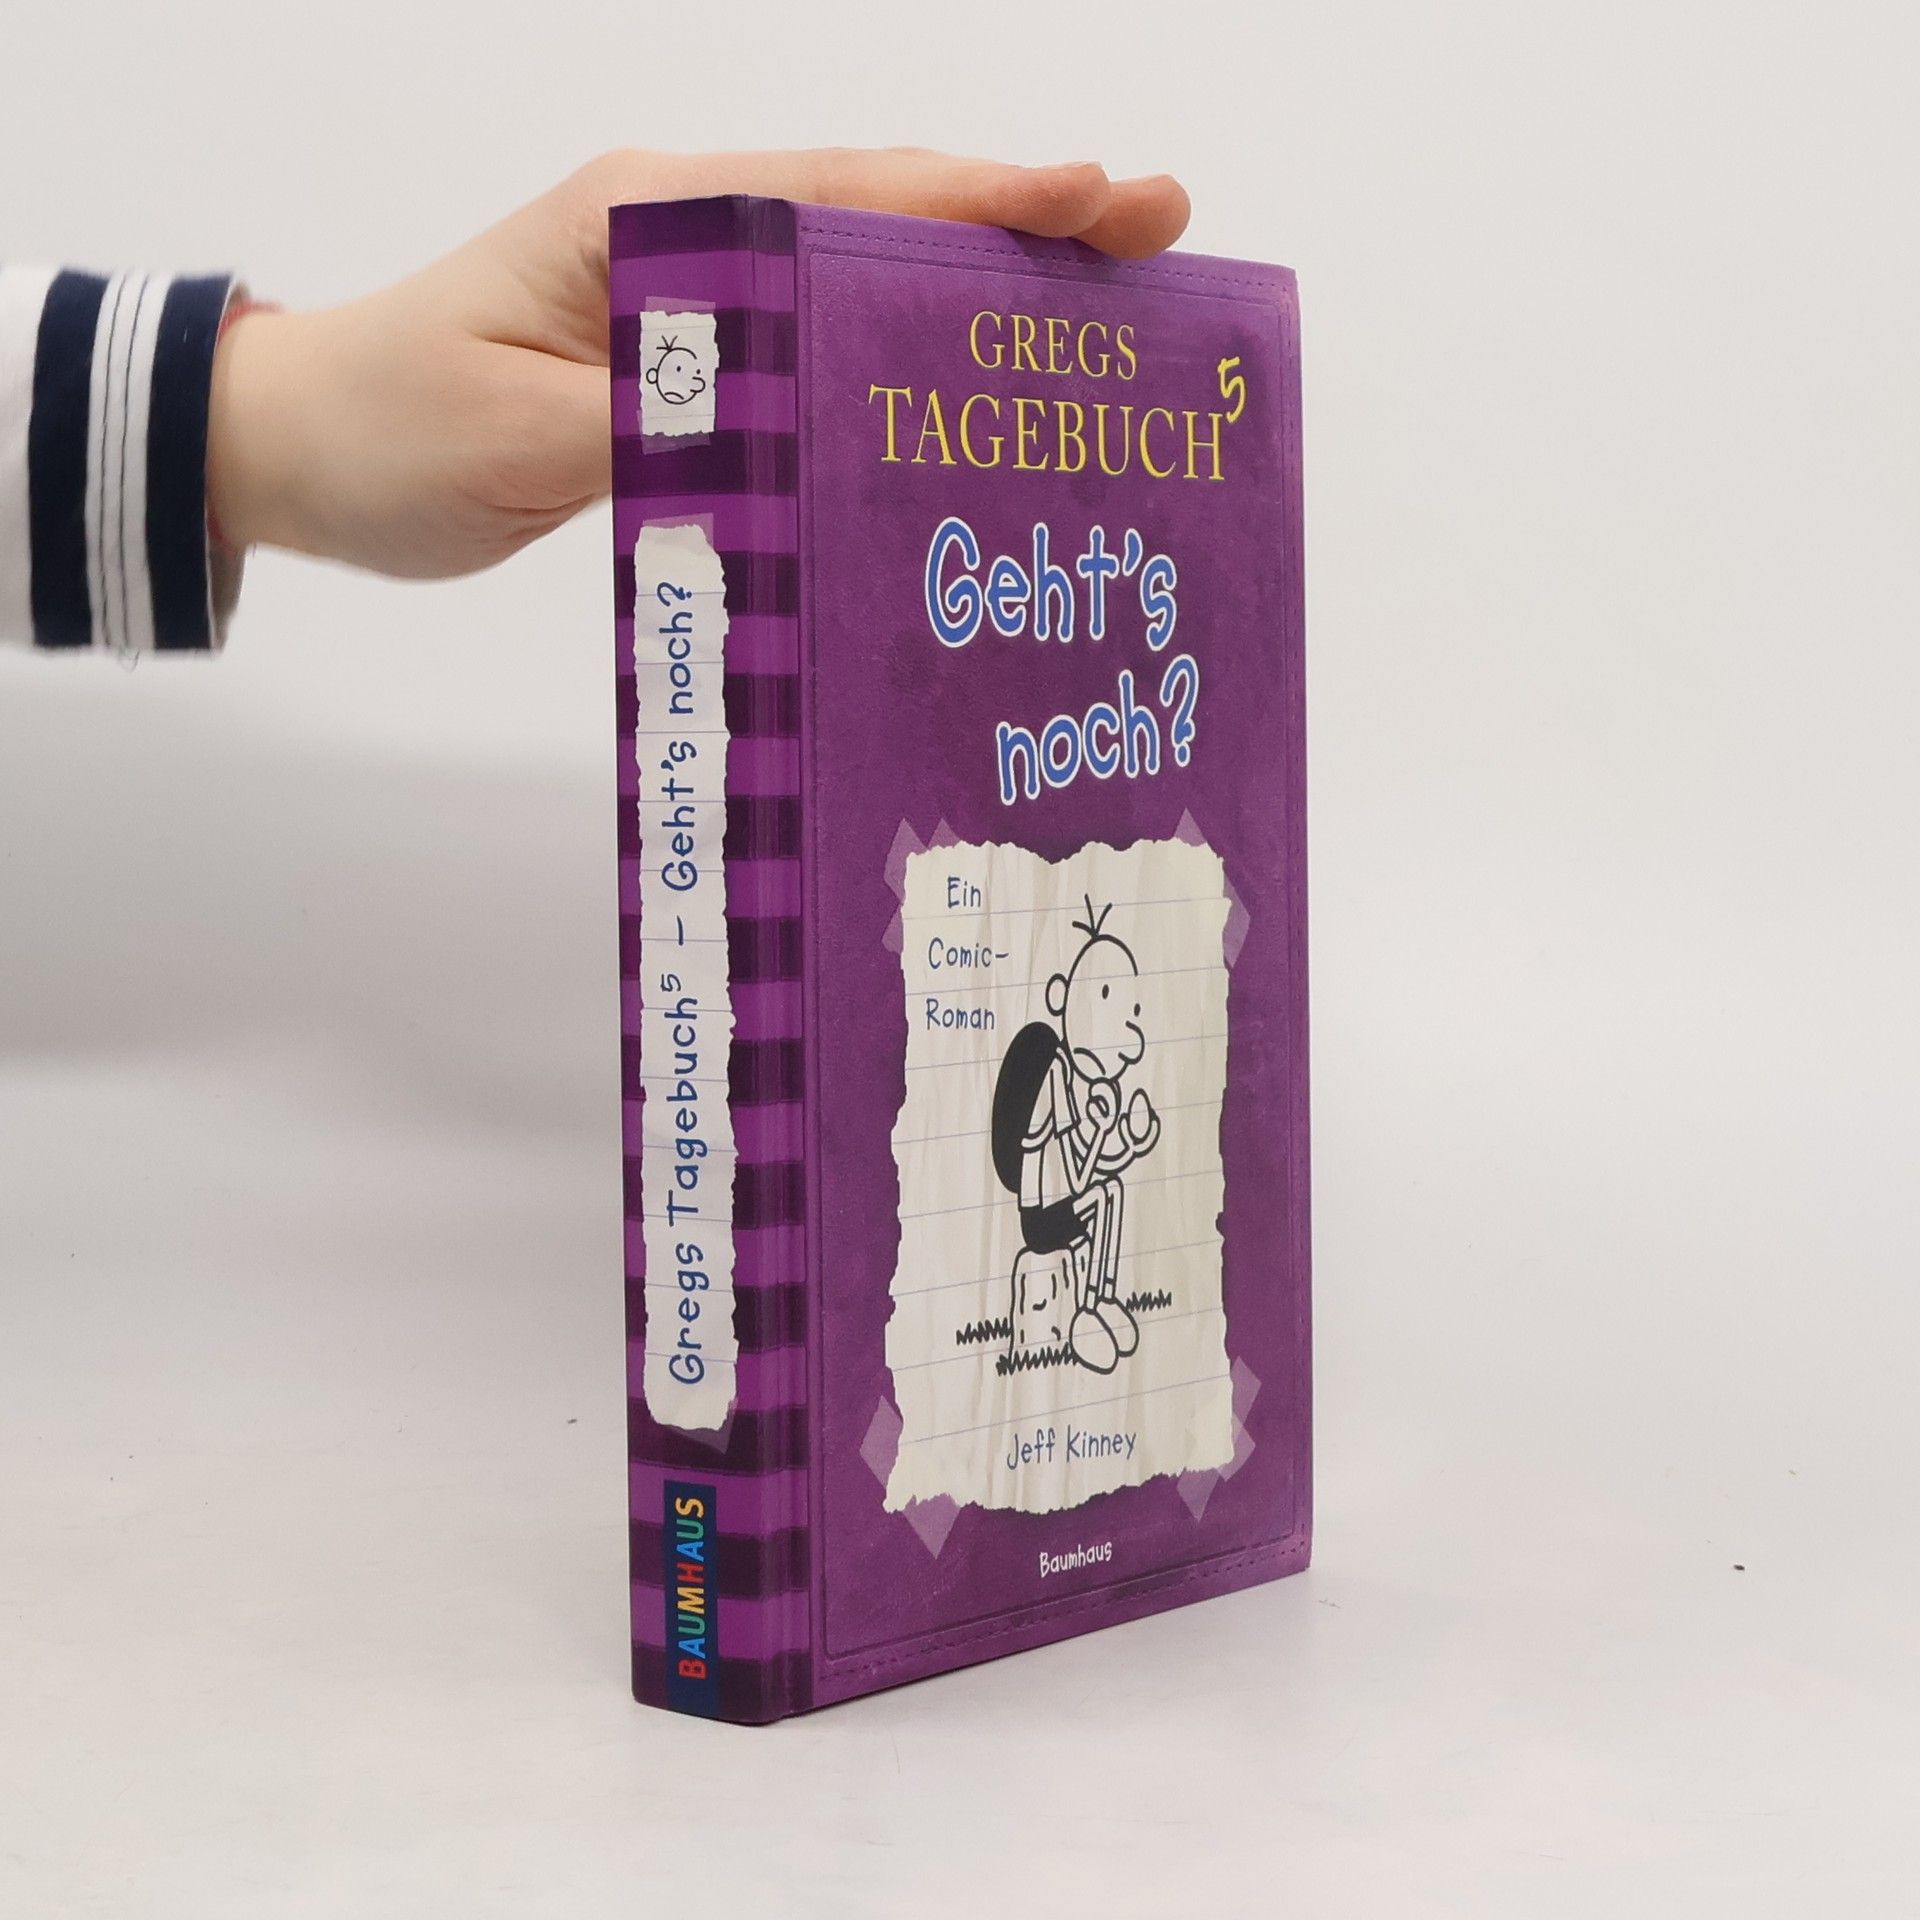 Gregs Tagebuch⁵ – Geht's noch?
BAUMHAUS
GREGS
TAGEBUCH⁵
Geht's
noch?
Ein
Comic-
Roman
Jeff Kinney
Baumhaus